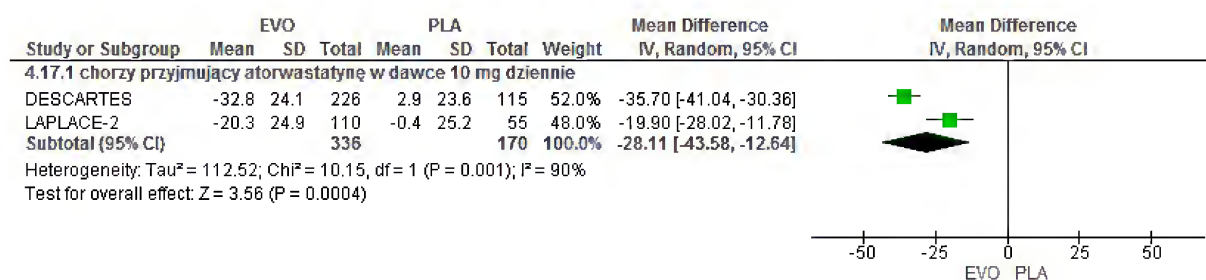 EVO PLA Mean Difference Mean Difference
Study or Subgroup Mean SD Total Mean SD Total Weight IV, Random, 95% CI IV, Random, 95% CI
4.17.1 chorzy przyjmujący atorwastatynę w dawce 10 mg dziennie
DESCARTES -32.8 24.1 226 2.9 23.6 115 52.0% -35.70 [-41.04, -30.36]
LAPLACE-2 -20.3 24.9 110 -0.4 25.2 55 48.0% -19.90 [-28.02, -11.78]
Subtotal (95% CI) 336 170 100.0% -28.11 [-43.58, -12.64]
Heterogeneity: Tau² = 112.52; Chi² = 10.15, df = 1 (P = 0.001); I² = 90%
Test for overall effect: Z = 3.56 (P = 0.0004)
-50 -25 0 25 50
EVO PLA